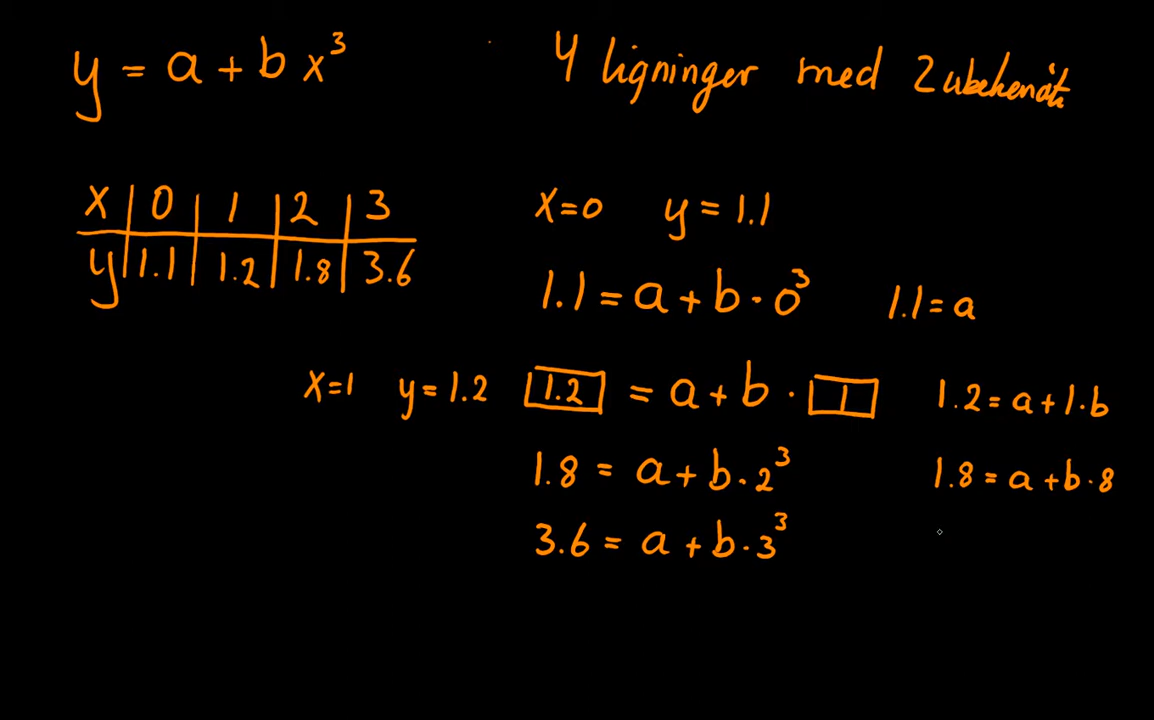 y = a + b x³
4 ligninger med 2 ubekendte
x | 0 | 1 | 2 | 3
y | 1.1 | 1.2 | 1.8 | 3.6
x=0 y = 1.1
1.1 = a + b · 0³ 1.1 = a
x=1 y = 1.2 1.2 = a + b · 1 1.2 = a + 1·b
1.8 = a + b · 2³ 1.8 = a + b · 8
3.6 = a + b · 3³